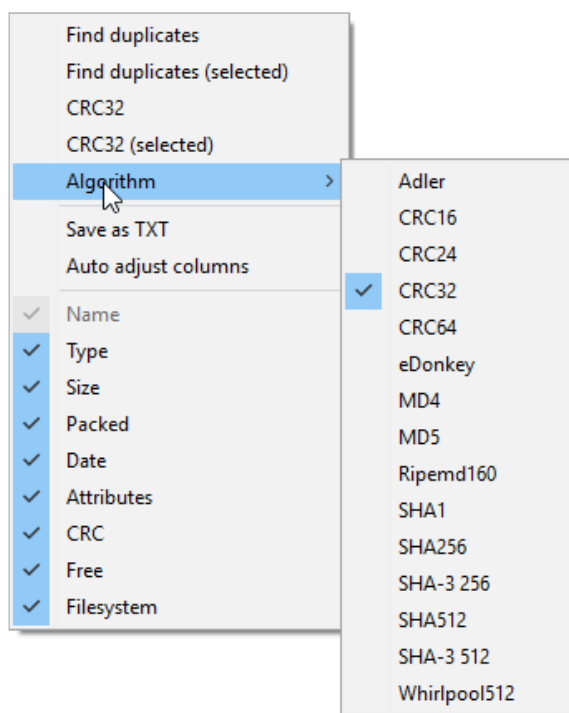 Find duplicates
Find duplicates (selected)
CRC32
CRC32 (selected)
Algorithm
Save as TXT
Auto adjust columns
Name
Type
Size
Packed
Date
Attributes
CRC
Free
Filesystem
Adler
CRC16
CRC24
CRC32
CRC64
eDonkey
MD4
MD5
Ripemd160
SHA1
SHA256
SHA-3 256
SHA512
SHA-3 512
Whirlpool512